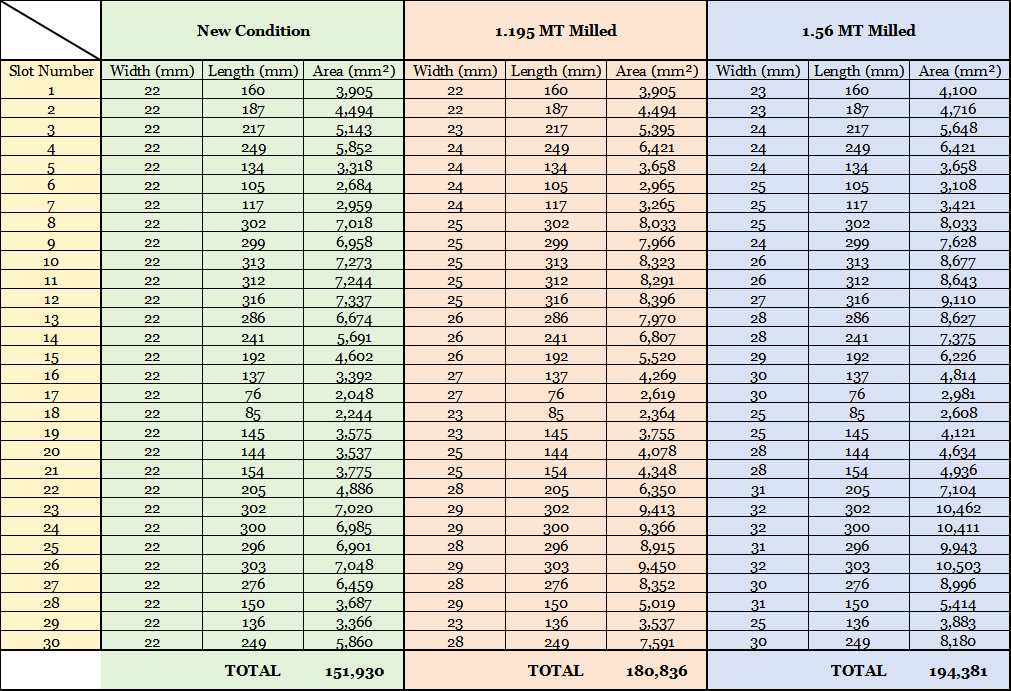 New Condition 1.195 MT Milled 1.56 MT Milled
Slot Number Width (mm) Length (mm) Area (mm²) Width (mm) Length (mm) Area (mm²) Width (mm) Length (mm) Area (mm²)
1 22 160 3,905 22 160 3,905 23 160 4,100
2 22 187 4,494 22 187 4,494 23 187 4,716
3 22 217 5,143 23 217 5,395 24 217 5,648
4 22 249 5,852 24 249 6,421 24 249 6,421
5 22 134 3,318 24 134 3,658 24 134 3,658
6 22 105 2,684 24 105 2,965 25 105 3,108
7 22 117 2,959 24 117 3,265 25 117 3,421
8 22 302 7,018 25 302 8,033 25 302 8,033
9 22 299 6,958 25 299 7,966 24 299 7,628
10 22 313 7,273 25 313 8,323 26 313 8,677
11 22 312 7,244 25 312 8,291 26 312 8,643
12 22 316 7,337 25 316 8,396 27 316 9,110
13 22 286 6,674 26 286 7,970 28 286 8,627
14 22 241 5,691 26 241 6,807 28 241 7,375
15 22 192 4,602 26 192 5,520 29 192 6,226
16 22 137 3,392 27 137 4,269 30 137 4,814
17 22 76 2,048 27 76 2,619 30 76 2,981
18 22 85 2,244 23 85 2,364 25 85 2,608
19 22 145 3,575 23 145 3,755 25 145 4,121
20 22 144 3,537 25 144 4,078 28 144 4,634
21 22 154 3,775 25 154 4,348 28 154 4,936
22 22 205 4,886 28 205 6,350 31 205 7,104
23 22 302 7,020 29 302 9,413 32 302 10,462
24 22 300 6,985 29 300 9,366 32 300 10,411
25 22 296 6,901 28 296 8,915 31 296 9,943
26 22 303 7,048 29 303 9,450 32 303 10,503
27 22 276 6,459 28 276 8,352 30 276 8,996
28 22 150 3,687 29 150 5,019 31 150 5,414
29 22 136 3,366 23 136 3,537 25 136 3,883
30 22 249 5,860 28 249 7,591 30 249 8,180
TOTAL 151,930 TOTAL 180,836 TOTAL 194,381